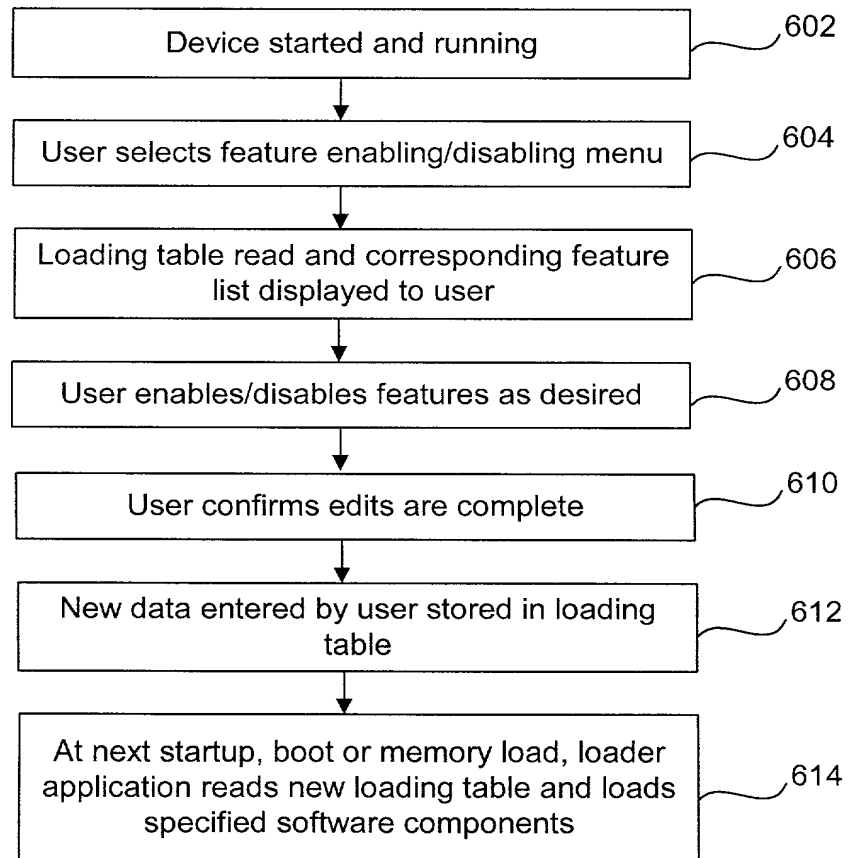 Device started and running
602
User selects feature enabling/disabling menu
604
Loading table read and corresponding feature
list displayed to user
606
User enables/disables features as desired
608
User confirms edits are complete
610
New data entered by user stored in loading
table
612
At next startup, boot or memory load, loader
application reads new loading table and loads
specified software components
614